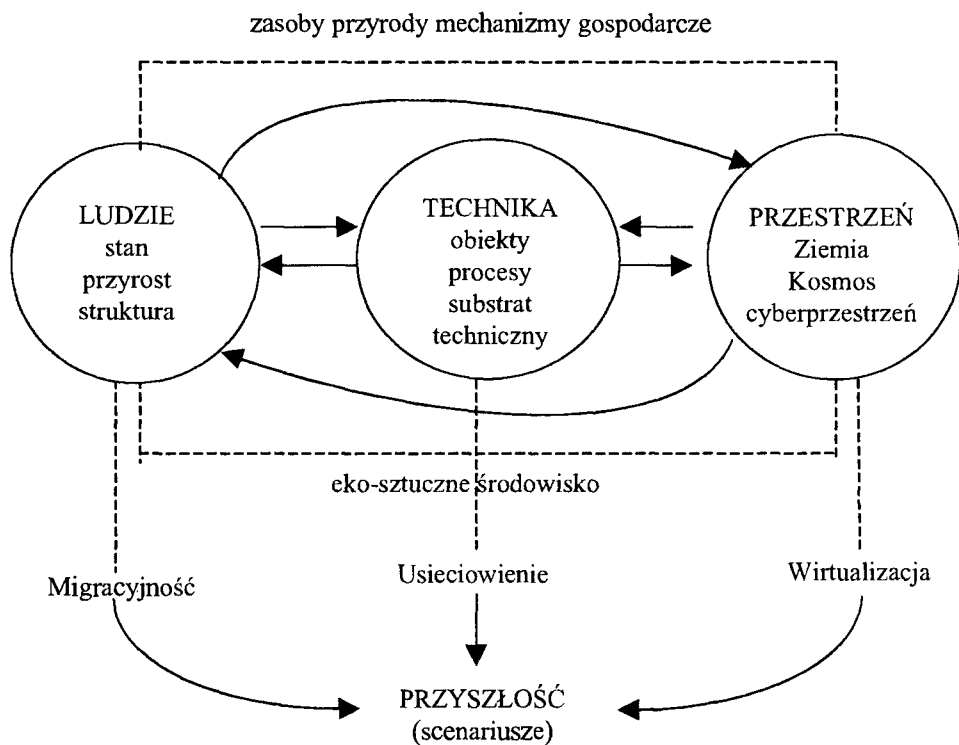 zasoby przyrody mechanizmy gospodarcze
LUDZIE
stan
przyrost
struktura
TECHNIKA
obiekty
procesy
substrat
techniczny
PRZESTRZEŃ
Ziemia
Kosmos
cyberprzestrzeń
eko-sztuczne środowisko
Migracyjność
Usieciowienie
Wirtualizacja
PRZYSZŁOŚĆ
(scenariusze)